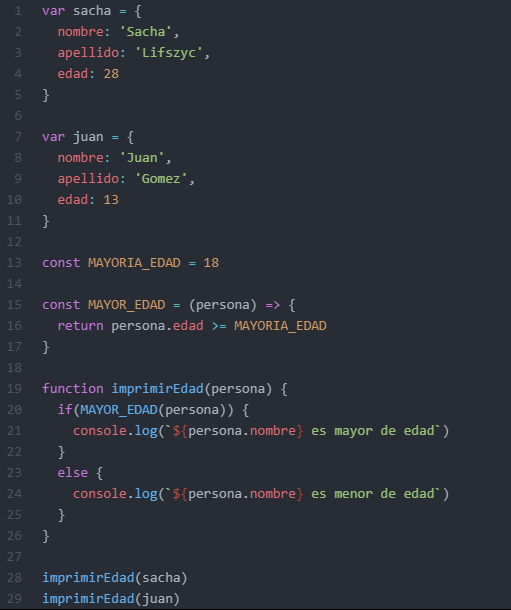 1 var sacha = {
2   nombre: 'Sacha',
3   apellido: 'Lifszyc',
4   edad: 28
5 }
6
7 var juan = {
8   nombre: 'Juan',
9   apellido: 'Gomez',
10   edad: 13
11 }
12
13 const MAYORIA_EDAD = 18
14
15 const MAYOR_EDAD = (persona) => {
16   return persona.edad >= MAYORIA_EDAD
17 }
18
19 function imprimirEdad(persona) {
20   if(MAYOR_EDAD(persona)) {
21     console.log(`${persona.nombre} es mayor de edad`)
22   }
23   else {
24     console.log(`${persona.nombre} es menor de edad`)
25   }
26 }
27
28 imprimirEdad(sacha)
29 imprimirEdad(juan)